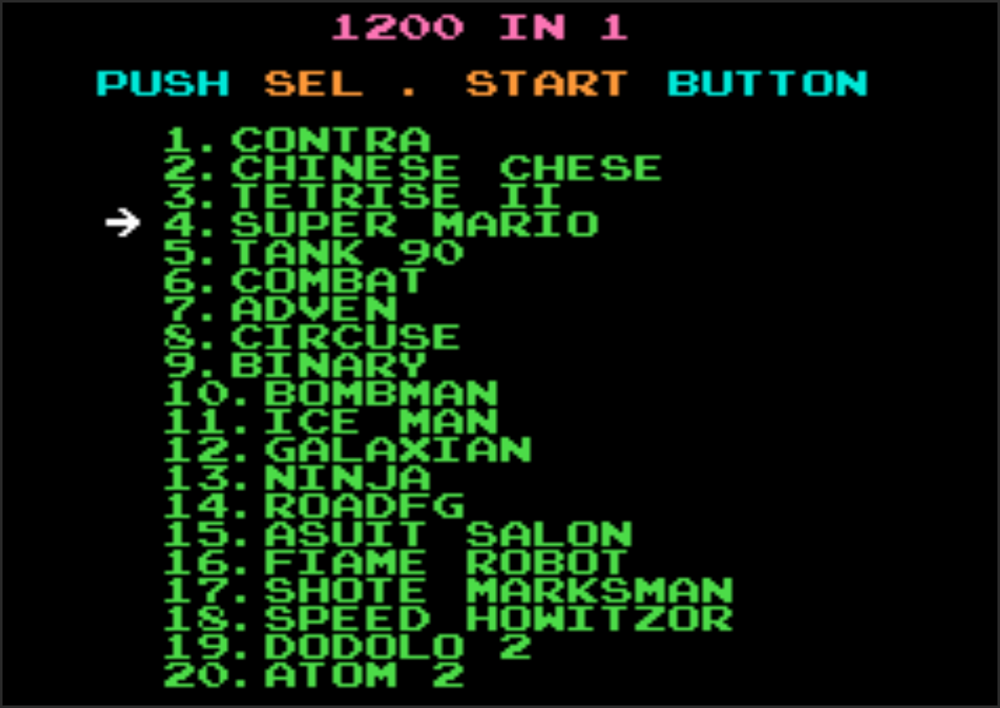 1200 IN 1
PUSH SEL . START BUTTON
1. CONTRA
2. CHINESE CHESE
3. TETRISE II
→ 4. SUPER MARIO
5. TANK 90
6. COMBAT
7. ADVEN
8. CIRCUSE
9. BINARY
10. BOMBMAN
11. ICE MAN
12. GALAXIAN
13. NINJA
14. ROADFG
15. ASUIT SALON
16. FIAME ROBOT
17. SHOTE MARKSMAN
18. SPEED HOWITZOR
19. DODOLO 2
20. ATOM 2